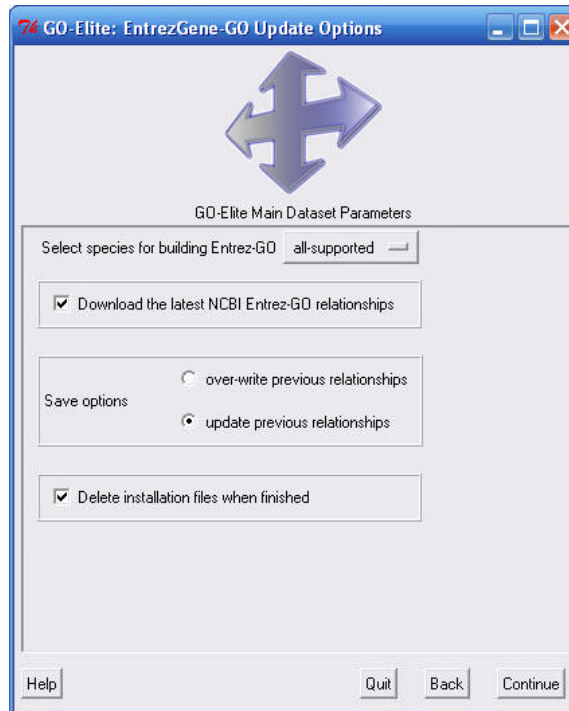 GO-Elite: EntrezGene-GO Update Options
GO-Elite Main Dataset Parameters
Select species for building Entrez-GO all-supported
Download the latest NCBI Entrez-GO relationships
over-write previous relationships
Save options
update previous relationships
Delete installation files when finished
Help Quit Back Continue